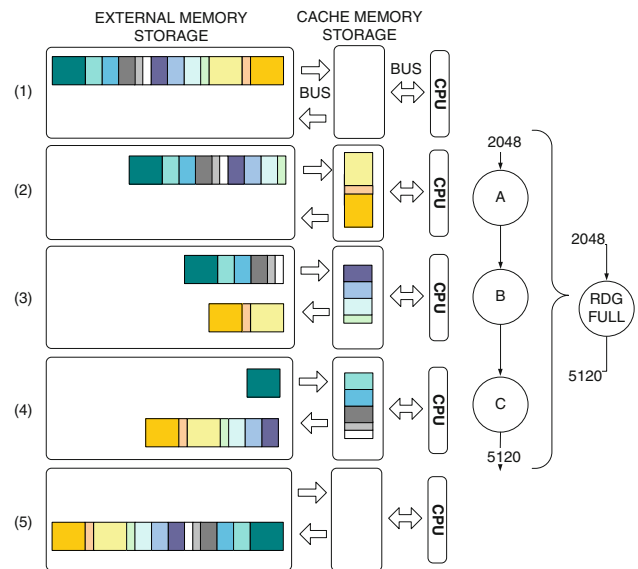 EXTERNAL MEMORY
STORAGE
CACHE MEMORY
STORAGE
(1)
BUS
BUS
CPU
(2)
CPU
2048
A
(3)
CPU
B
2048
RDG
FULL
5120
(4)
CPU
C
5120
(5)
CPU